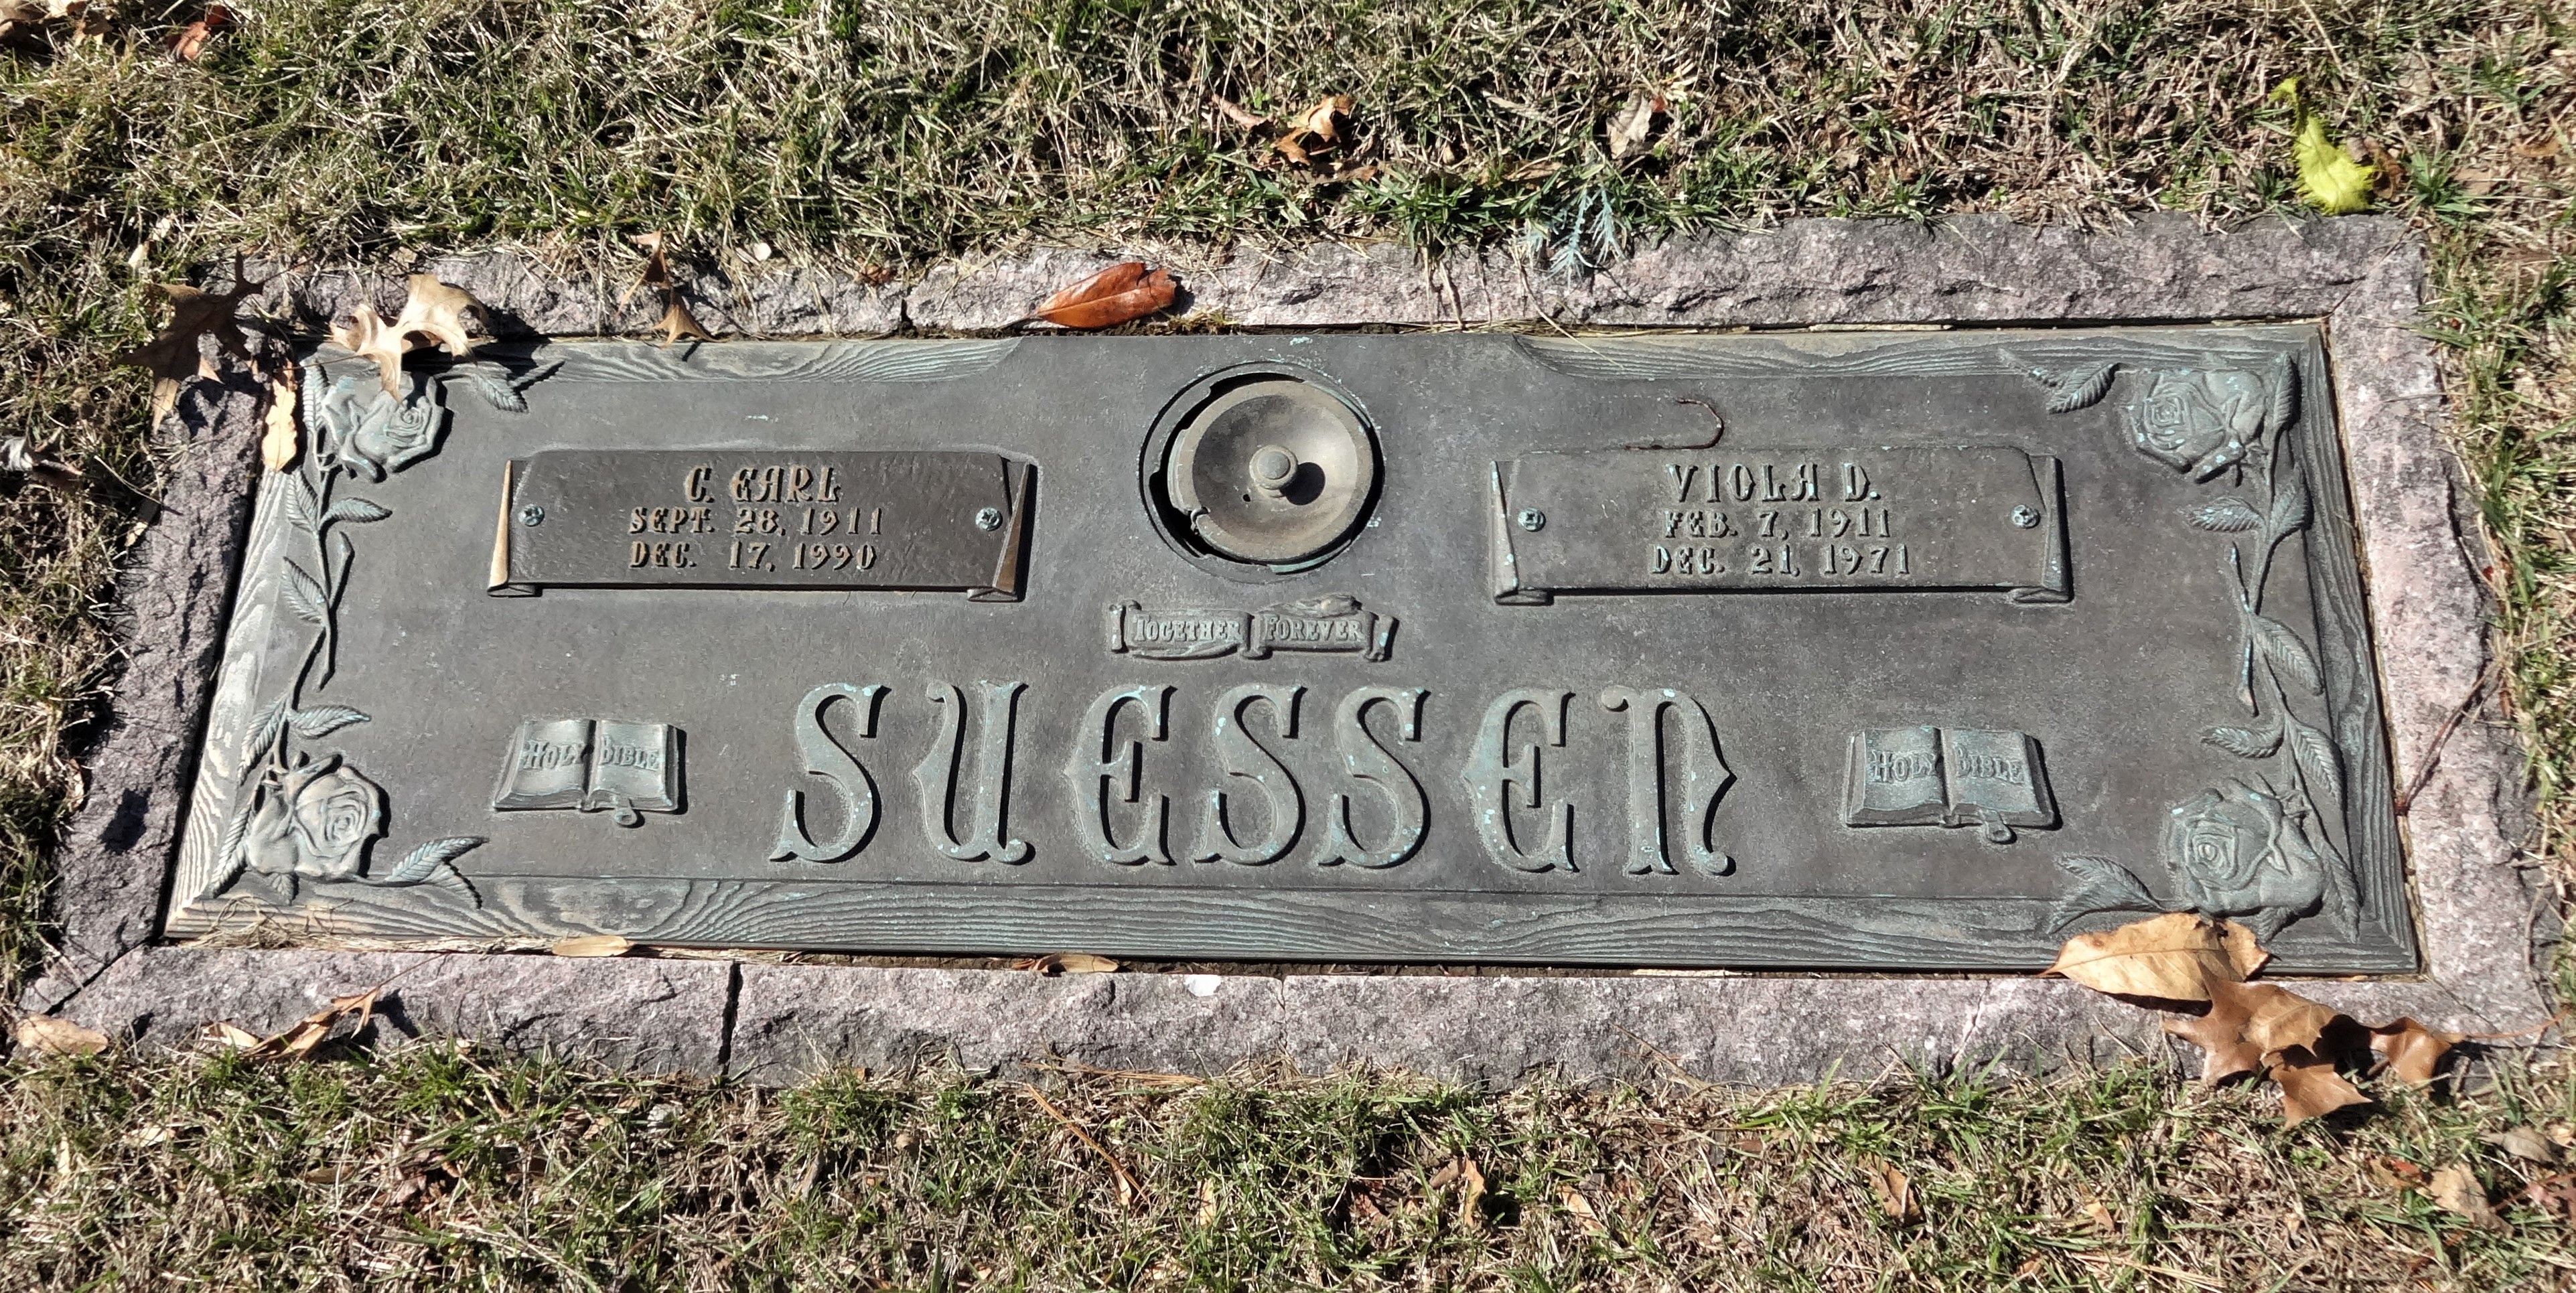 C. EARL
SEPT. 28, 1911
DEC. 17, 1990
VIOLA D.
FEB. 7, 1911
DEC. 21, 1971
TOGETHER FOREVER
SUESSEN
HOLY BIBLE
HOLY BIBLE